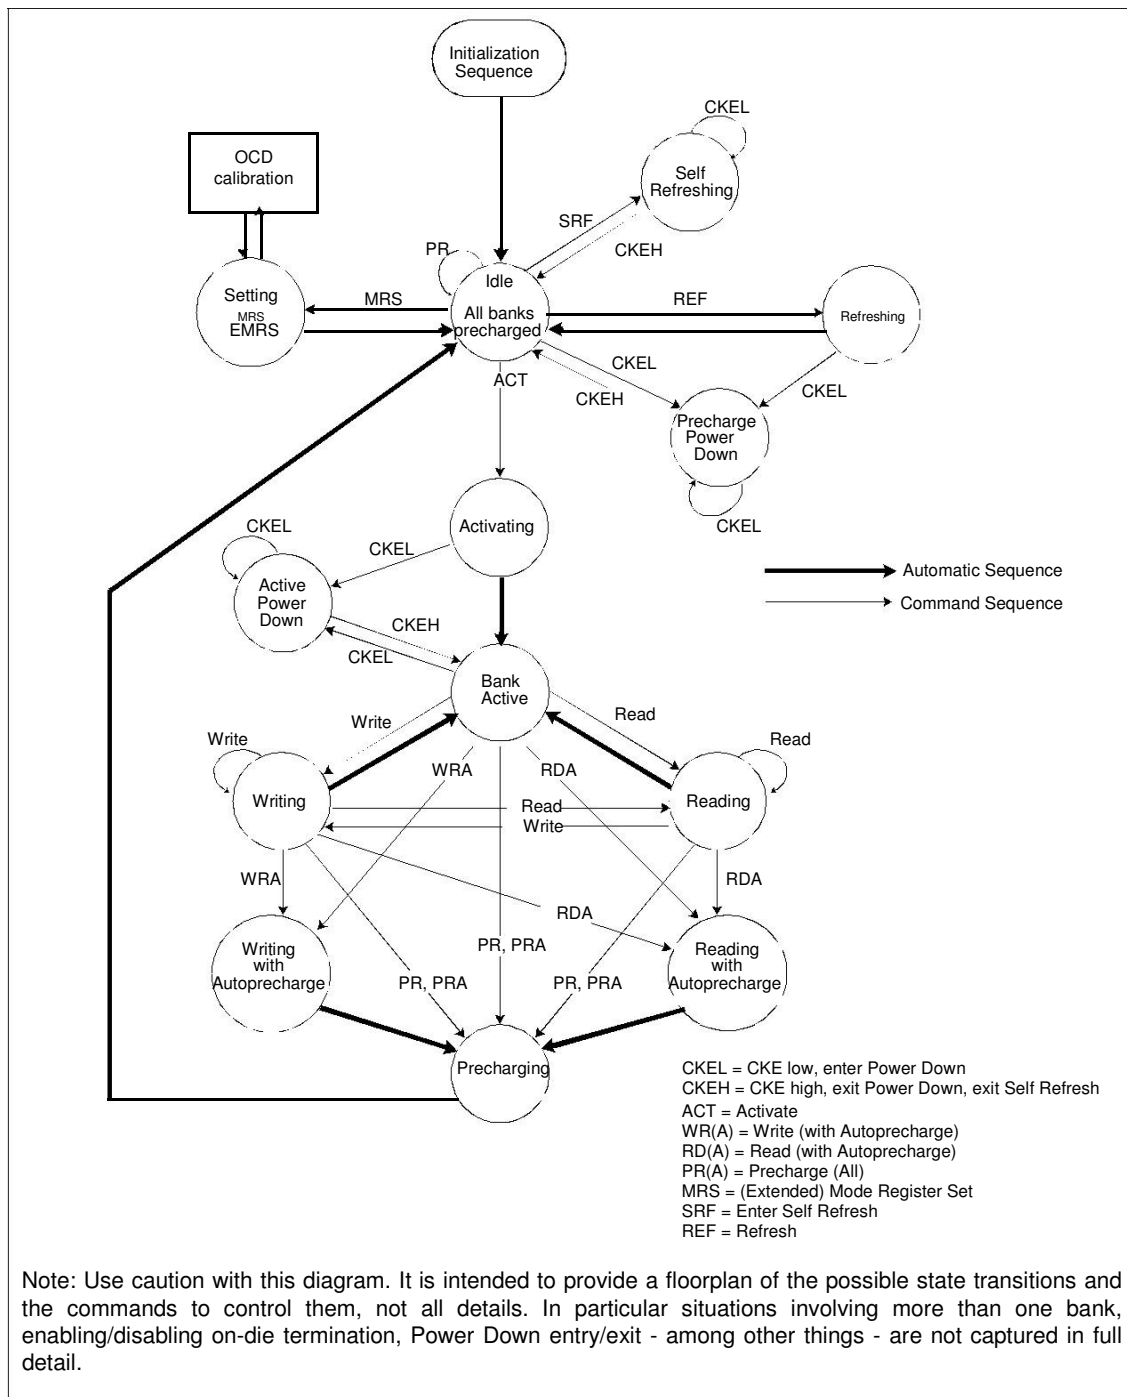 Initialization
Sequence
CKEL
OCD
calibration
Self
Refreshing
SRF
CKEH
PR
Idle
Setting
MRS
EMRS
MRS
All banks
precharged
REF
Refreshing
ACT
CKEL
CKEH
CKEL
Precharge
Power
Down
CKEL
Activating
CKEL
CKEL
Active
Power
Down
CKEH
CKEL
Automatic Sequence
Command Sequence
Bank
Active
Write
Read
Write
Read
WRA
RDA
Writing
Read
Write
Reading
WRA
RDA
RDA
Writing
with
Autoprecharge
PR, PRA
PR, PRA
PR, PRA
Reading
with
Autoprecharge
Precharging
CKEL = CKE low, enter Power Down
CKEH = CKE high, exit Power Down, exit Self Refresh
ACT = Activate
WR(A) = Write (with Autoprecharge)
RD(A) = Read (with Autoprecharge)
PR(A) = Precharge (All)
MRS = (Extended) Mode Register Set
SRF = Enter Self Refresh
REF = Refresh
Note: Use caution with this diagram. It is intended to provide a floorplan of the possible state transitions and
the commands to control them, not all details. In particular situations involving more than one bank,
enabling/disabling on-die termination, Power Down entry/exit - among other things - are not captured in full
detail.